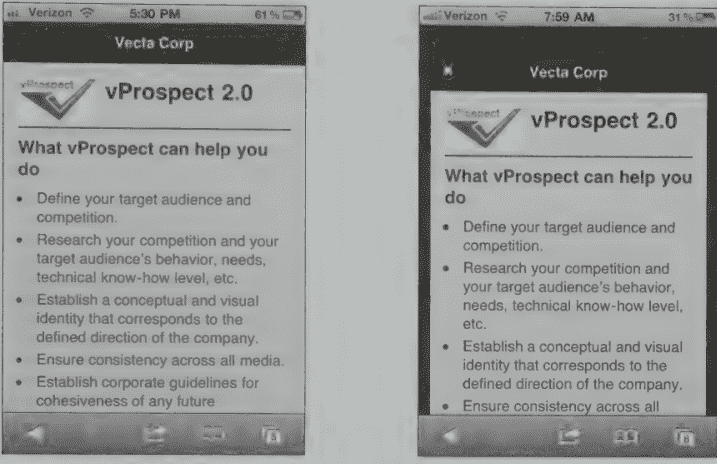 Verizon 5:30 PM 61%
Vecta Corp
vProspect
vProspect 2.0
What vProspect can help you
do
• Define your target audience and
competition.
• Research your competition and your
target audience's behavior, needs,
technical know-how level, etc.
• Establish a conceptual and visual
identity that corresponds to the
defined direction of the company.
• Ensure consistency across all media.
• Establish corporate guidelines for
cohesiveness of any future
8
Verizon 7:59 AM 31%
Vecta Corp
vProspect
vProspect 2.0
What vProspect can help you
do
• Define your target audience and
competition.
• Research your competition and
your target audience's behavior,
needs, technical know-how level,
etc.
• Establish a conceptual and visual
identity that corresponds to the
defined direction of the company.
• Ensure consistency across all
8